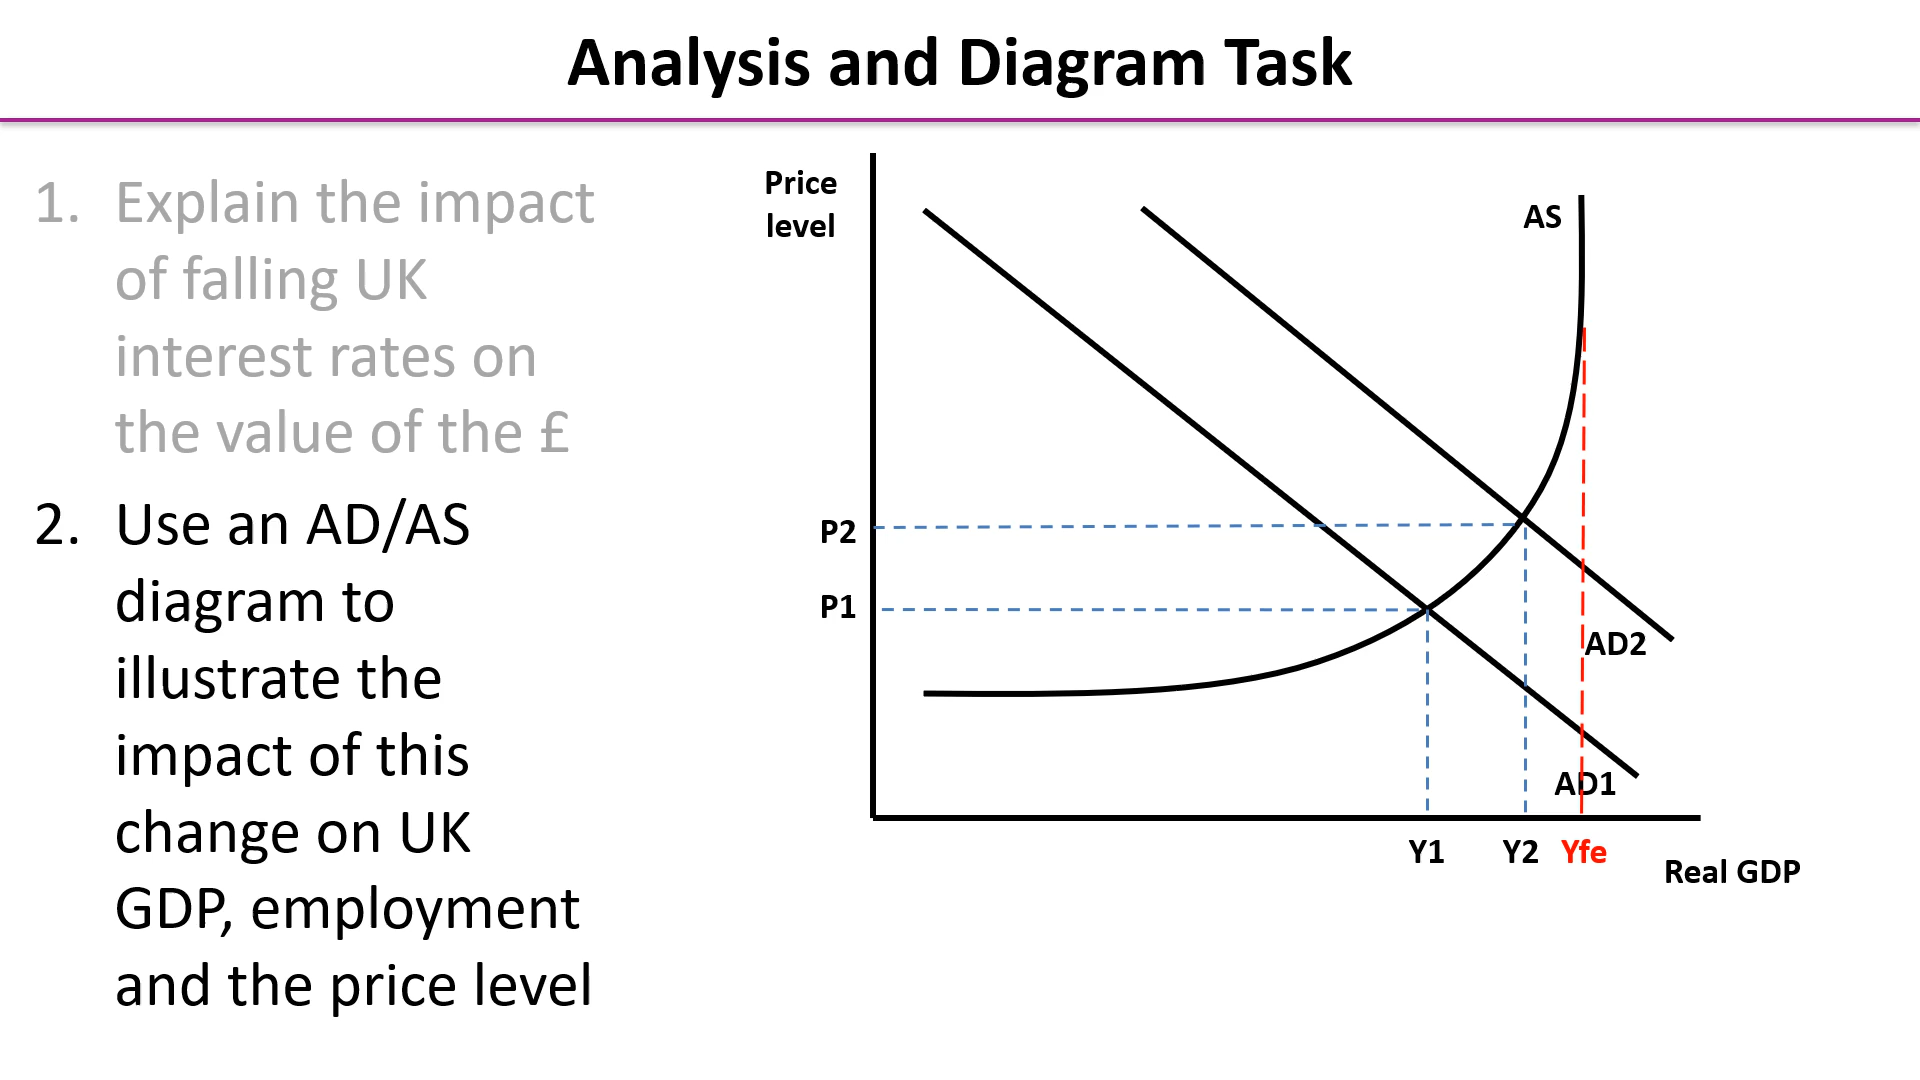 Analysis and Diagram Task
1. Explain the impact
of falling UK
interest rates on
the value of the £
2. Use an AD/AS
diagram to
illustrate the
impact of this
change on UK
GDP, employment
and the price level
Price
level
AS
P2
P1
AD2
AD1
Y1
Y2
Yfe
Real GDP